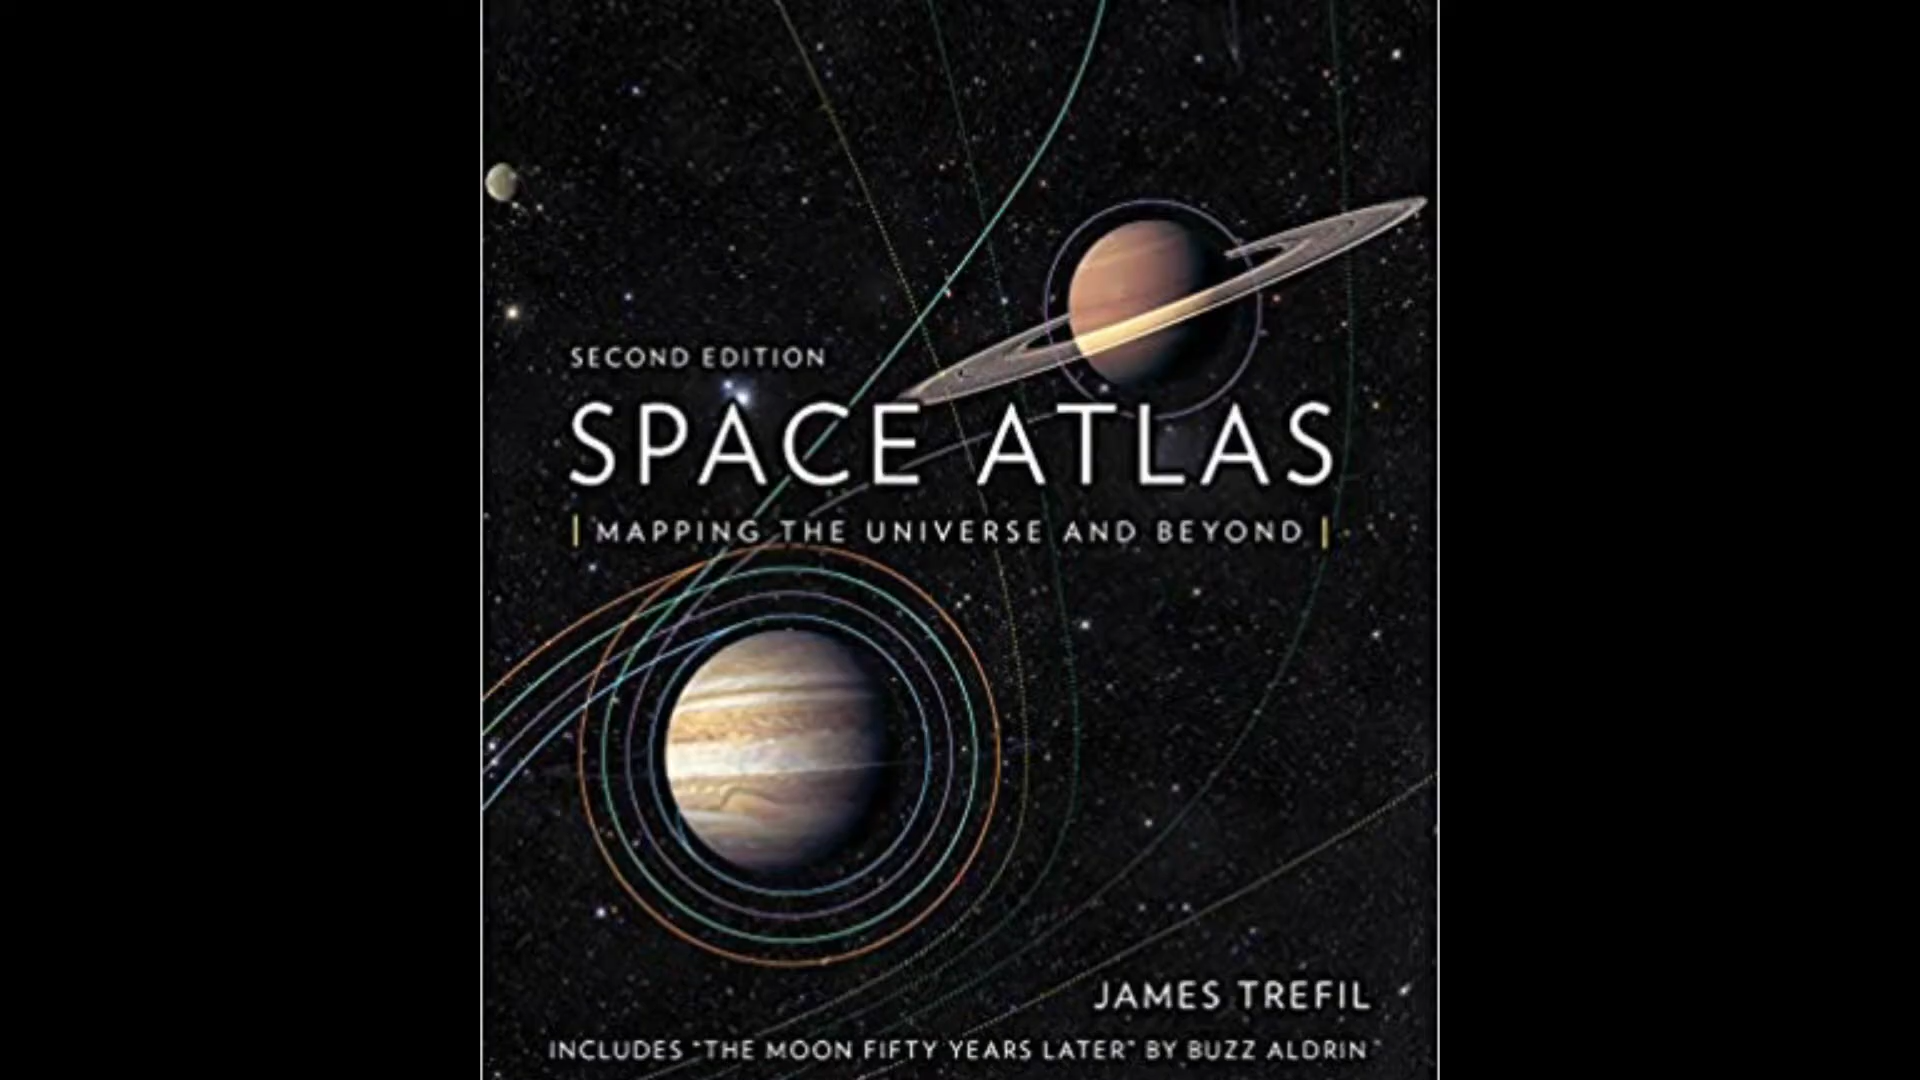 SECOND EDITION
SPACE ATLAS
MAPPING THE UNIVERSE AND BEYOND
JAMES TREFIL
INCLUDES "THE MOON FIFTY YEARS LATER" BY BUZZ ALDRIN